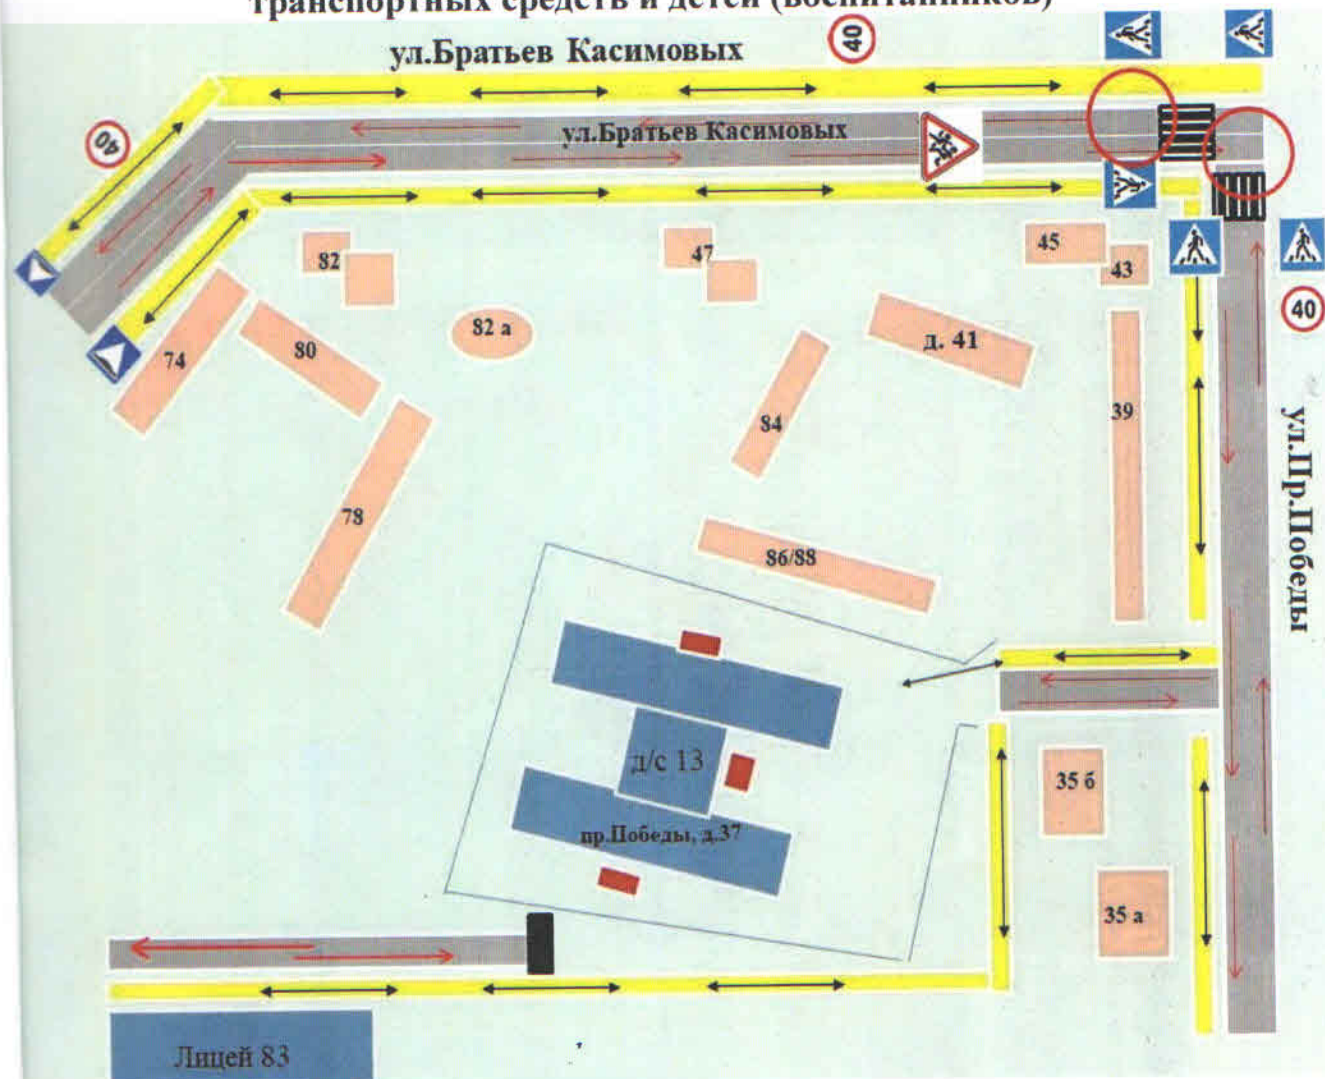 транспортных средств и детей (воспитанников)
ул.Братьев Касимовых
40
40
ул.Братьев Касимовых
82
47
45
43
40
74
80
82 а
д. 41
84
39
ул.Пр.Победы
78
86/88
д/с 13
пр.Победы, д.37
35 б
35 а
Лицей 83